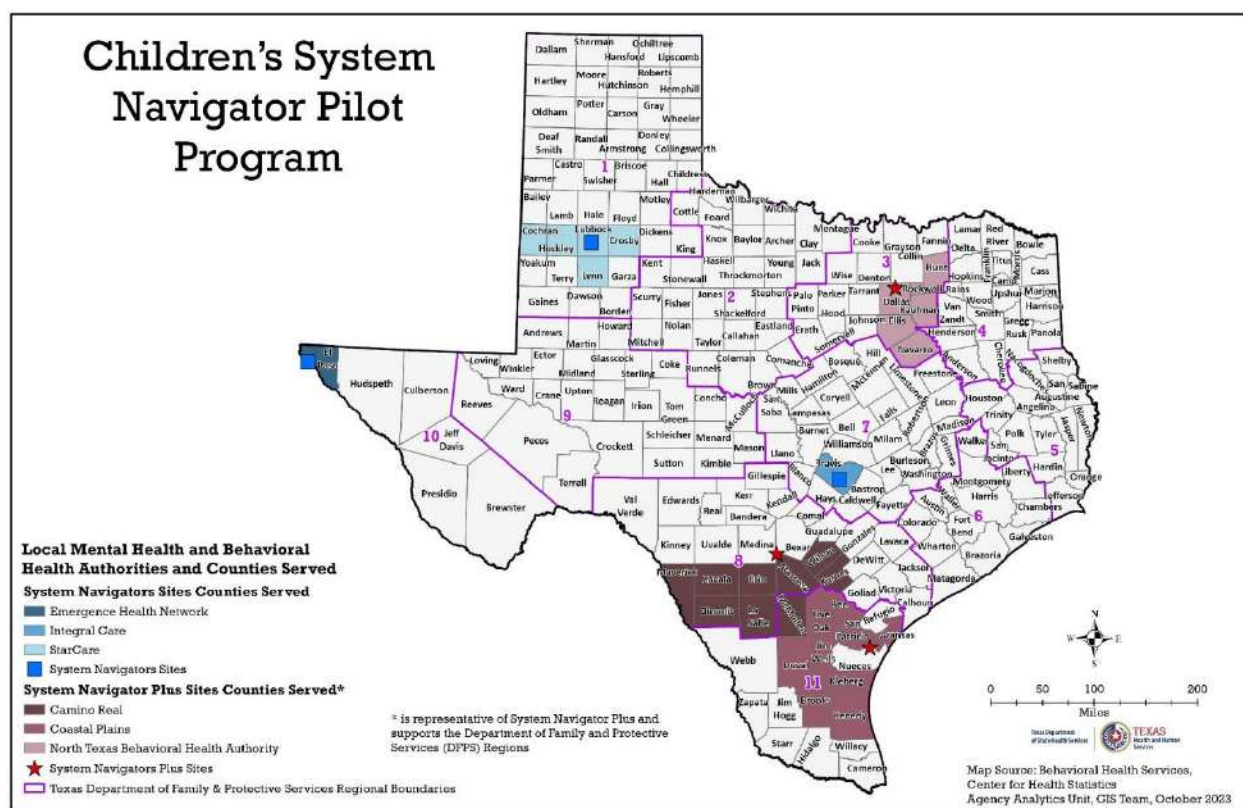 Children's System
Navigator Pilot
Program
Dallam
Sherman
Ochiltree
Hansford
Lipscomb
Hartley
Moore
Roberts
Hutchinson
Hemphill
Oldham
Potter
Carson
Gray
Wheeler
Deaf
Smith
Randall
Donley
Armstrong
Collingsworth
1
Castro
Briscoe
Parmer
Swisher
Hall
Childress
Bailey
Lamb
Hale
Floyd
Motley
Cottle
Hardeman
Foard
Wilbarger
Wichita
Cochran
Hockley
Lubbock
Crosby
Dickens
King
Knox
Baylor
Archer
Clay
Montague
Cooke
Grayson
Fannin
Lamar
Red
River
Bowie
Delta
Franklin
Titus
Morris
Cass
Camp
Yoakum
Terry
Lynn
Garza
Kent
Stonewall
Haskell
Throckmorton
Young
Jack
Wise
Denton
Collin
3
Hunt
Hopkins
Rockwall
Rains
Wood
Upshur
Marion
Harrison
Gaines
Dawson
Borden
Scurry
Fisher
Jones
2
Shackelford
Stephens
Palo
Pinto
Parker
Tarrant
Dallas
Kaufman
Van
Zandt
Smith
Gregg
Rusk
Panola
Andrews
Martin
Howard
Mitchell
Nolan
Taylor
Callahan
Eastland
Erath
Hood
Johnson
Somervell
Ellis
Navarro
Henderson
4
Anderson
Cherokee
Nacogdoches
Shelby
El
Paso
Hudspeth
Culberson
Loving
Winkler
Ector
Midland
Glasscock
Sterling
Coke
Runnels
Coleman
Brown
Comanche
Bosque
Hill
Hamilton
McLennan
Limestone
Freestone
Reeves
Ward
Crane
Upton
Reagan
Irion
Tom
Green
Concho
McCulloch
San
Saba
Mills
Lampasas
Coryell
Bell
Falls
Robertson
Leon
Houston
San
Augustine
Sabine
Angelina
Trinity
Newton
Jasper
Tyler
Polk
10
Jeff
Davis
9
Pecos
Crockett
Schleicher
Menard
Mason
Llano
Burnet
Williamson
7
Milam
Brazos
Madison
Grimes
Walker
San
Jacinto
5
Hardin
Orange
Liberty
Jefferson
Presidio
Brewster
Terrell
Sutton
Kimble
Gillespie
Blanco
Travis
Lee
Burleson
Washington
Montgomery
Harris
Chambers
Val
Verde
Edwards
Real
Kerr
Bandera
Kendall
Hays
Bastrop
Caldwell
Fayette
Austin
Waller
Fort
Bend
6
Galveston
Kinney
Uvalde
Medina
Bexar
Comal
Guadalupe
Gonzales
Lavaca
Colorado
Wharton
Brazoria
Matagorda
8
Maverick
Zavala
Frio
Atascosa
Wilson
Karnes
DeWitt
Jackson
Goliad
Victoria
Calhoun
Dimmit
La
Salle
McMullen
Live
Oak
Bee
Refugio
San
Patricio
Aransas
Webb
Duval
Jim
Wells
Nueces
Kleberg
11
Zapata
Jim
Hogg
Brooks
Kenedy
Starr
Hidalgo
Willacy
Cameron
Local Mental Health and Behavioral
Health Authorities and Counties Served
System Navigators Sites Counties Served
Emergence Health Network
Integral Care
StarCare
System Navigators Sites
System Navigator Plus Sites Counties Served*
Camino Real
Coastal Plains
North Texas Behavioral Health Authority
System Navigators Plus Sites
Texas Department of Family & Protective Services Regional Boundaries
* is representative of System Navigator Plus and
supports the Department of Family and Protective
Services (DFPS) Regions
N
W
E
S
0 50 100 200
Miles
Texas Department
of State Health Services
TEXAS
Health and Human
Services
Map Source: Behavioral Health Services,
Center for Health Statistics
Agency Analytics Unit, GIS Team, October 2023